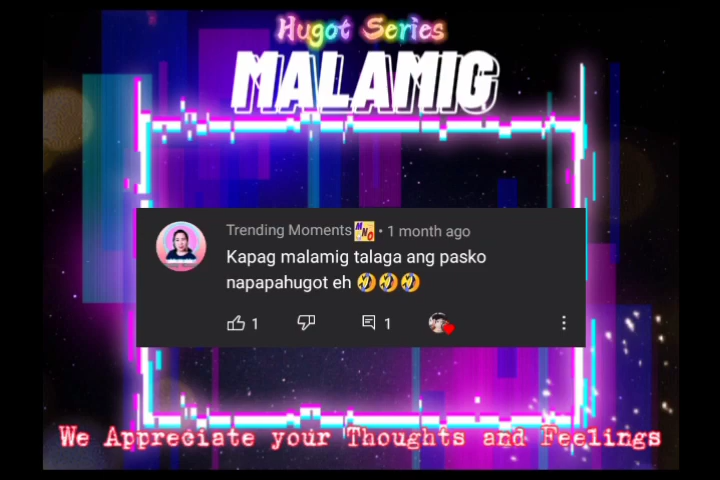 Hugot Series
MALAMIG
Trending Moments MNO • 1 month ago
Kapag malamig talaga ang pasko
napapahugot eh 🤣🤣🤣
1 1
We Appreciate your Thoughts and Feelings